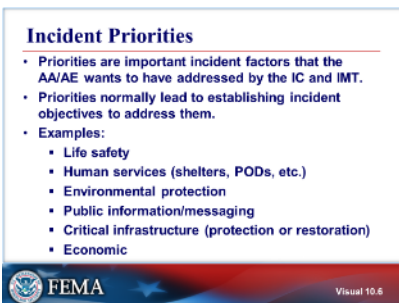 Incident Priorities
• Priorities are important incident factors that the
AA/AE wants to have addressed by the IC and IMT.
• Priorities normally lead to establishing incident
objectives to address them.
• Examples:
▪ Life safety
▪ Human services (shelters, PODs, etc.)
▪ Environmental protection
▪ Public information/messaging
▪ Critical infrastructure (protection or restoration)
▪ Economic
FEMA
Visual 10.6